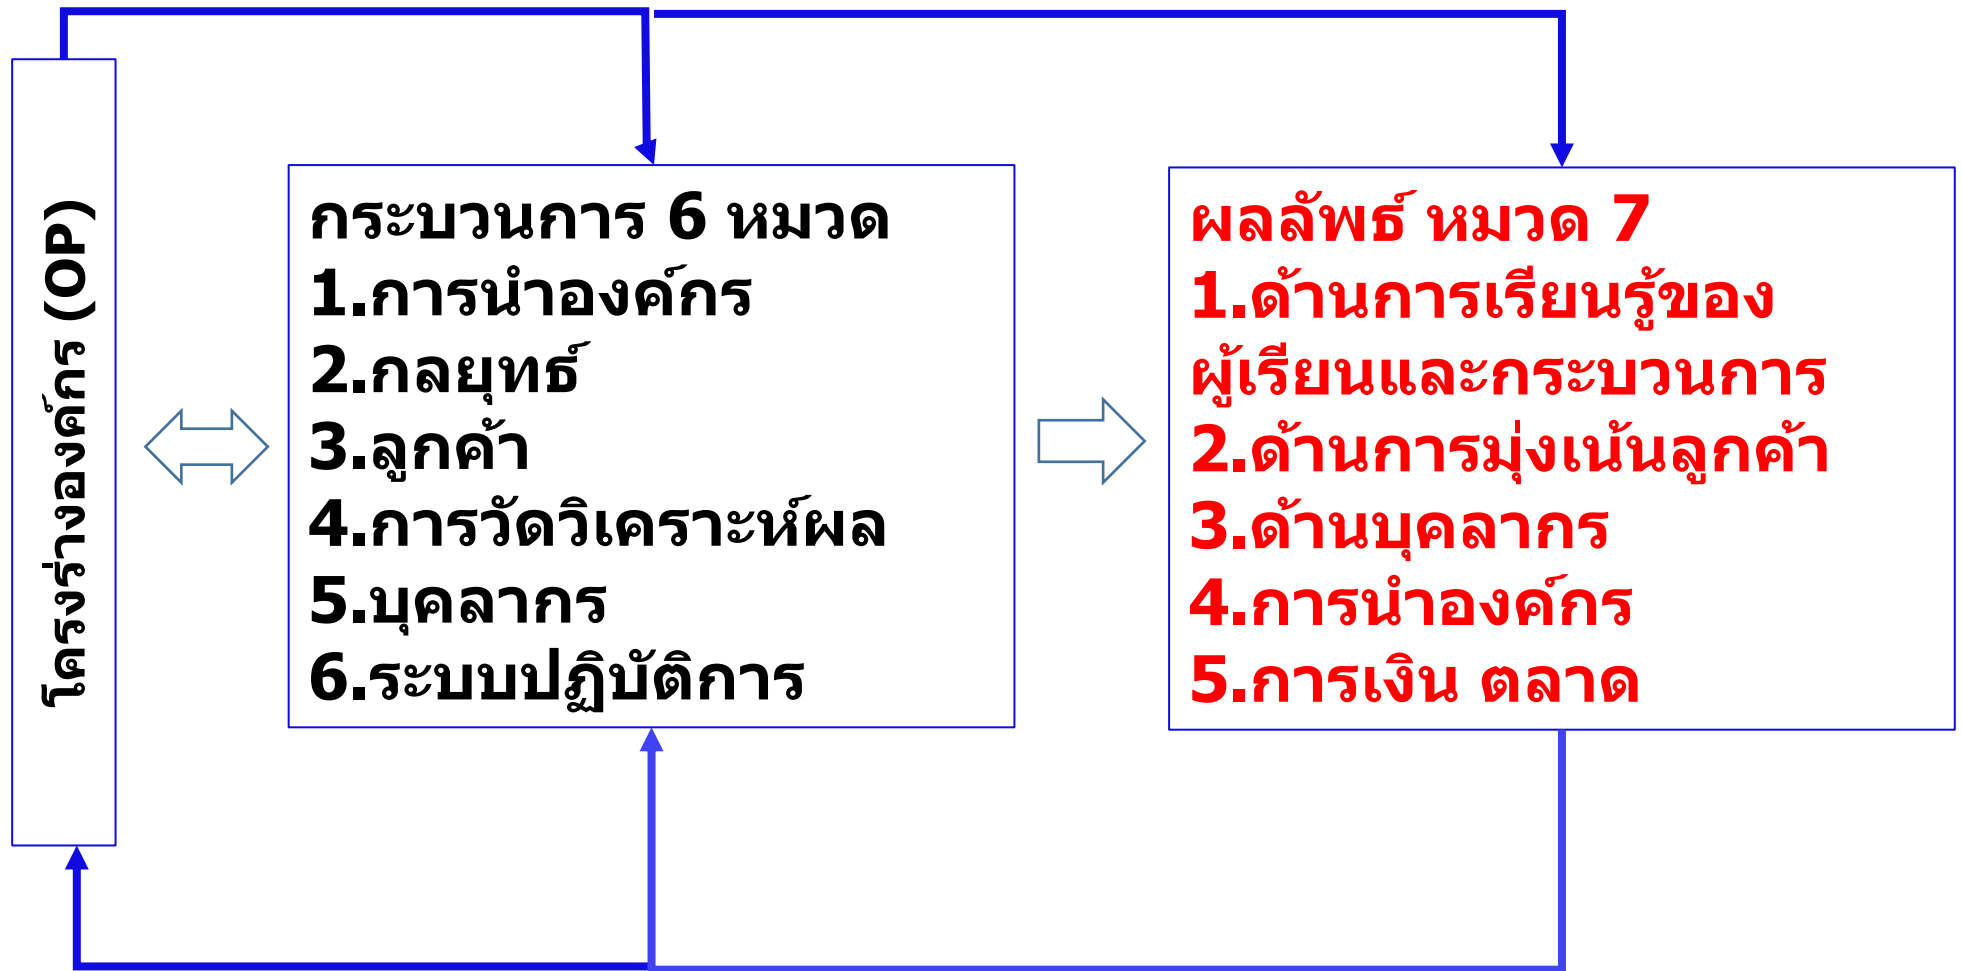 โครงร่างองค์กร (OP)
กระบวนการ 6 หมวด
1.การนำองค์กร
2.กลยุทธ์
3.ลูกค้า
4.การวัดวิเคราะห์ผล
5.บุคลากร
6.ระบบปฏิบัติการ
ผลลัพธ์ หมวด 7
1.ด้านการเรียนรู้ของ
ผู้เรียนและกระบวนการ
2.ด้านการมุ่งเน้นลูกค้า
3.ด้านบุคลากร
4.การนำองค์กร
5.การเงิน ตลาด